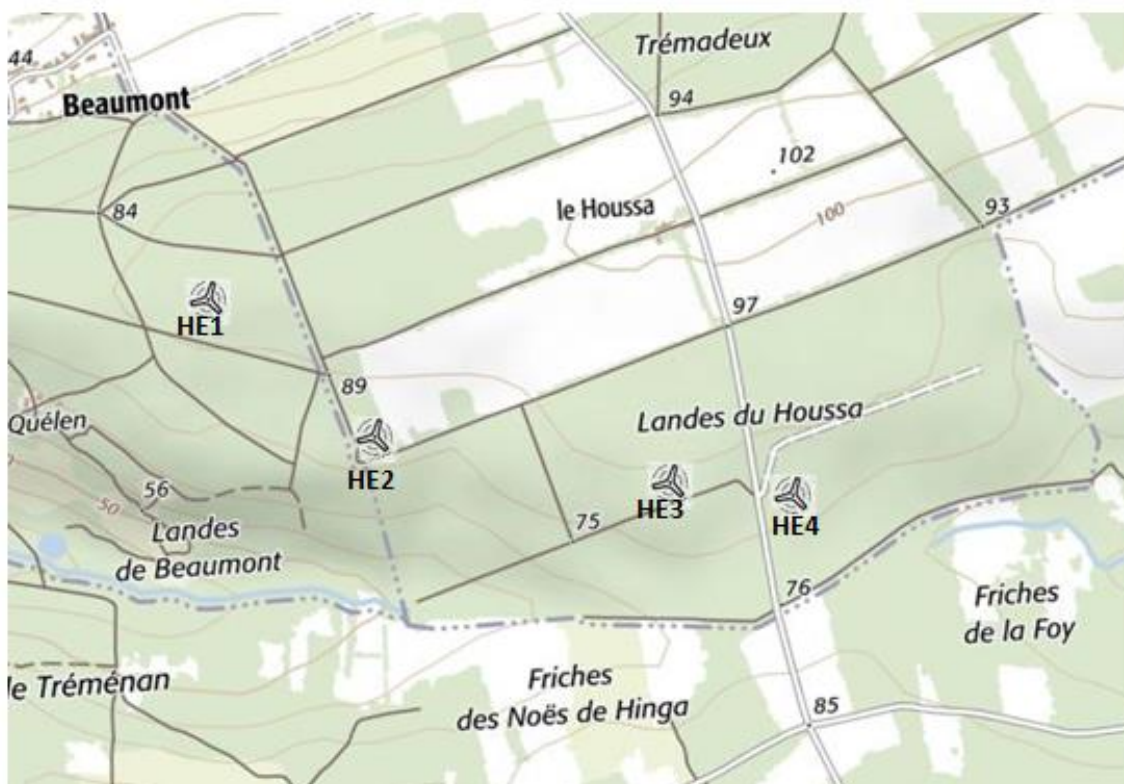 Trémadeux
44
Beaumont
94
102
84
le Houssa
100
93
HE1
97
89
Quélen
Landes du Houssa
HE2
HE3
HE4
56
50
75
Landes
de Beaumont
76
Friches
de la Foy
le Tréménan
Friches
des Noës de Hinga
85